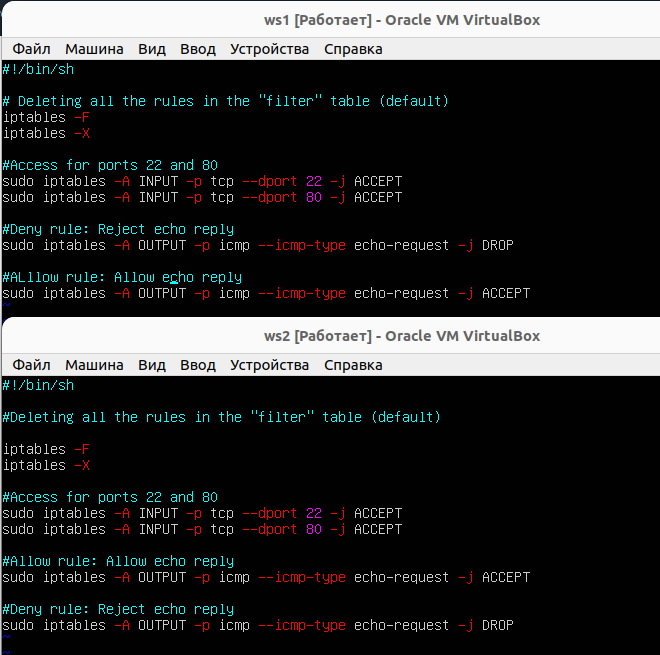 ws1 [Работает] - Oracle VM VirtualBox
Файл Машина Вид Ввод Устройства Справка
#!/bin/sh
# Deleting all the rules in the "filter" table (default)
iptables -F
iptables -X
#Access for ports 22 and 80
sudo iptables -A INPUT -p tcp --dport 22 -j ACCEPT
sudo iptables -A INPUT -p tcp --dport 80 -j ACCEPT
#Deny rule: Reject echo reply
sudo iptables -A OUTPUT -p icmp --icmp-type echo-request -j DROP
#ALllow rule: Allow echo reply
sudo iptables -A OUTPUT -p icmp --icmp-type echo-request -j ACCEPT
~
ws2 [Работает] - Oracle VM VirtualBox
Файл Машина Вид Ввод Устройства Справка
#!/bin/sh
#Deleting all the rules in the "filter" table (default)
iptables -F
iptables -X
#Access for ports 22 and 80
sudo iptables -A INPUT -p tcp --dport 22 -j ACCEPT
sudo iptables -A INPUT -p tcp --dport 80 -j ACCEPT
#Allow rule: Allow echo reply
sudo iptables -A OUTPUT -p icmp --icmp-type echo-request -j ACCEPT
#Deny rule: Reject echo reply
sudo iptables -A OUTPUT -p icmp --icmp-type echo-request -j DROP
~
~